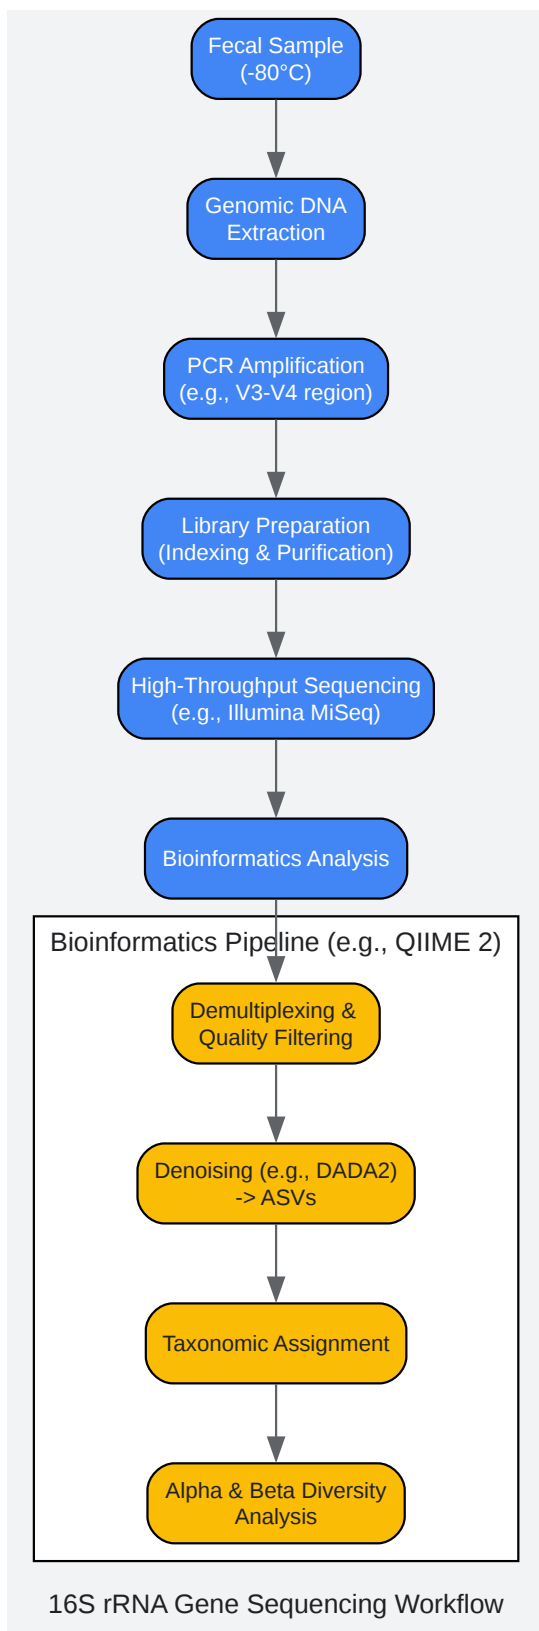 Fecal Sample
(-80°C)
Genomic DNA
Extraction
PCR Amplification
(e.g., V3-V4 region)
Library Preparation
(Indexing & Purification)
High-Throughput Sequencing
(e.g., Illumina MiSeq)
Bioinformatics Analysis
Bioinformatics Pipeline (e.g., QIIME 2)
Demultiplexing &
Quality Filtering
Denoising (e.g., DADA2)
-> ASVs
Taxonomic Assignment
Alpha & Beta Diversity
Analysis
16S rRNA Gene Sequencing Workflow